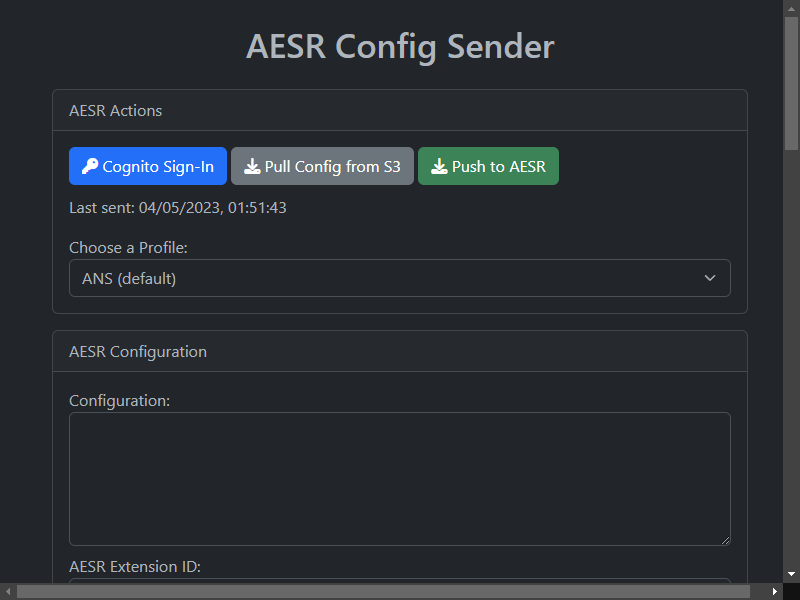 AESR Config Sender
AESR Actions
Cognito Sign-In Pull Config from S3 Push to AESR
Last sent: 04/05/2023, 01:51:43
Choose a Profile:
ANS (default)
AESR Configuration
Configuration:
AESR Extension ID: